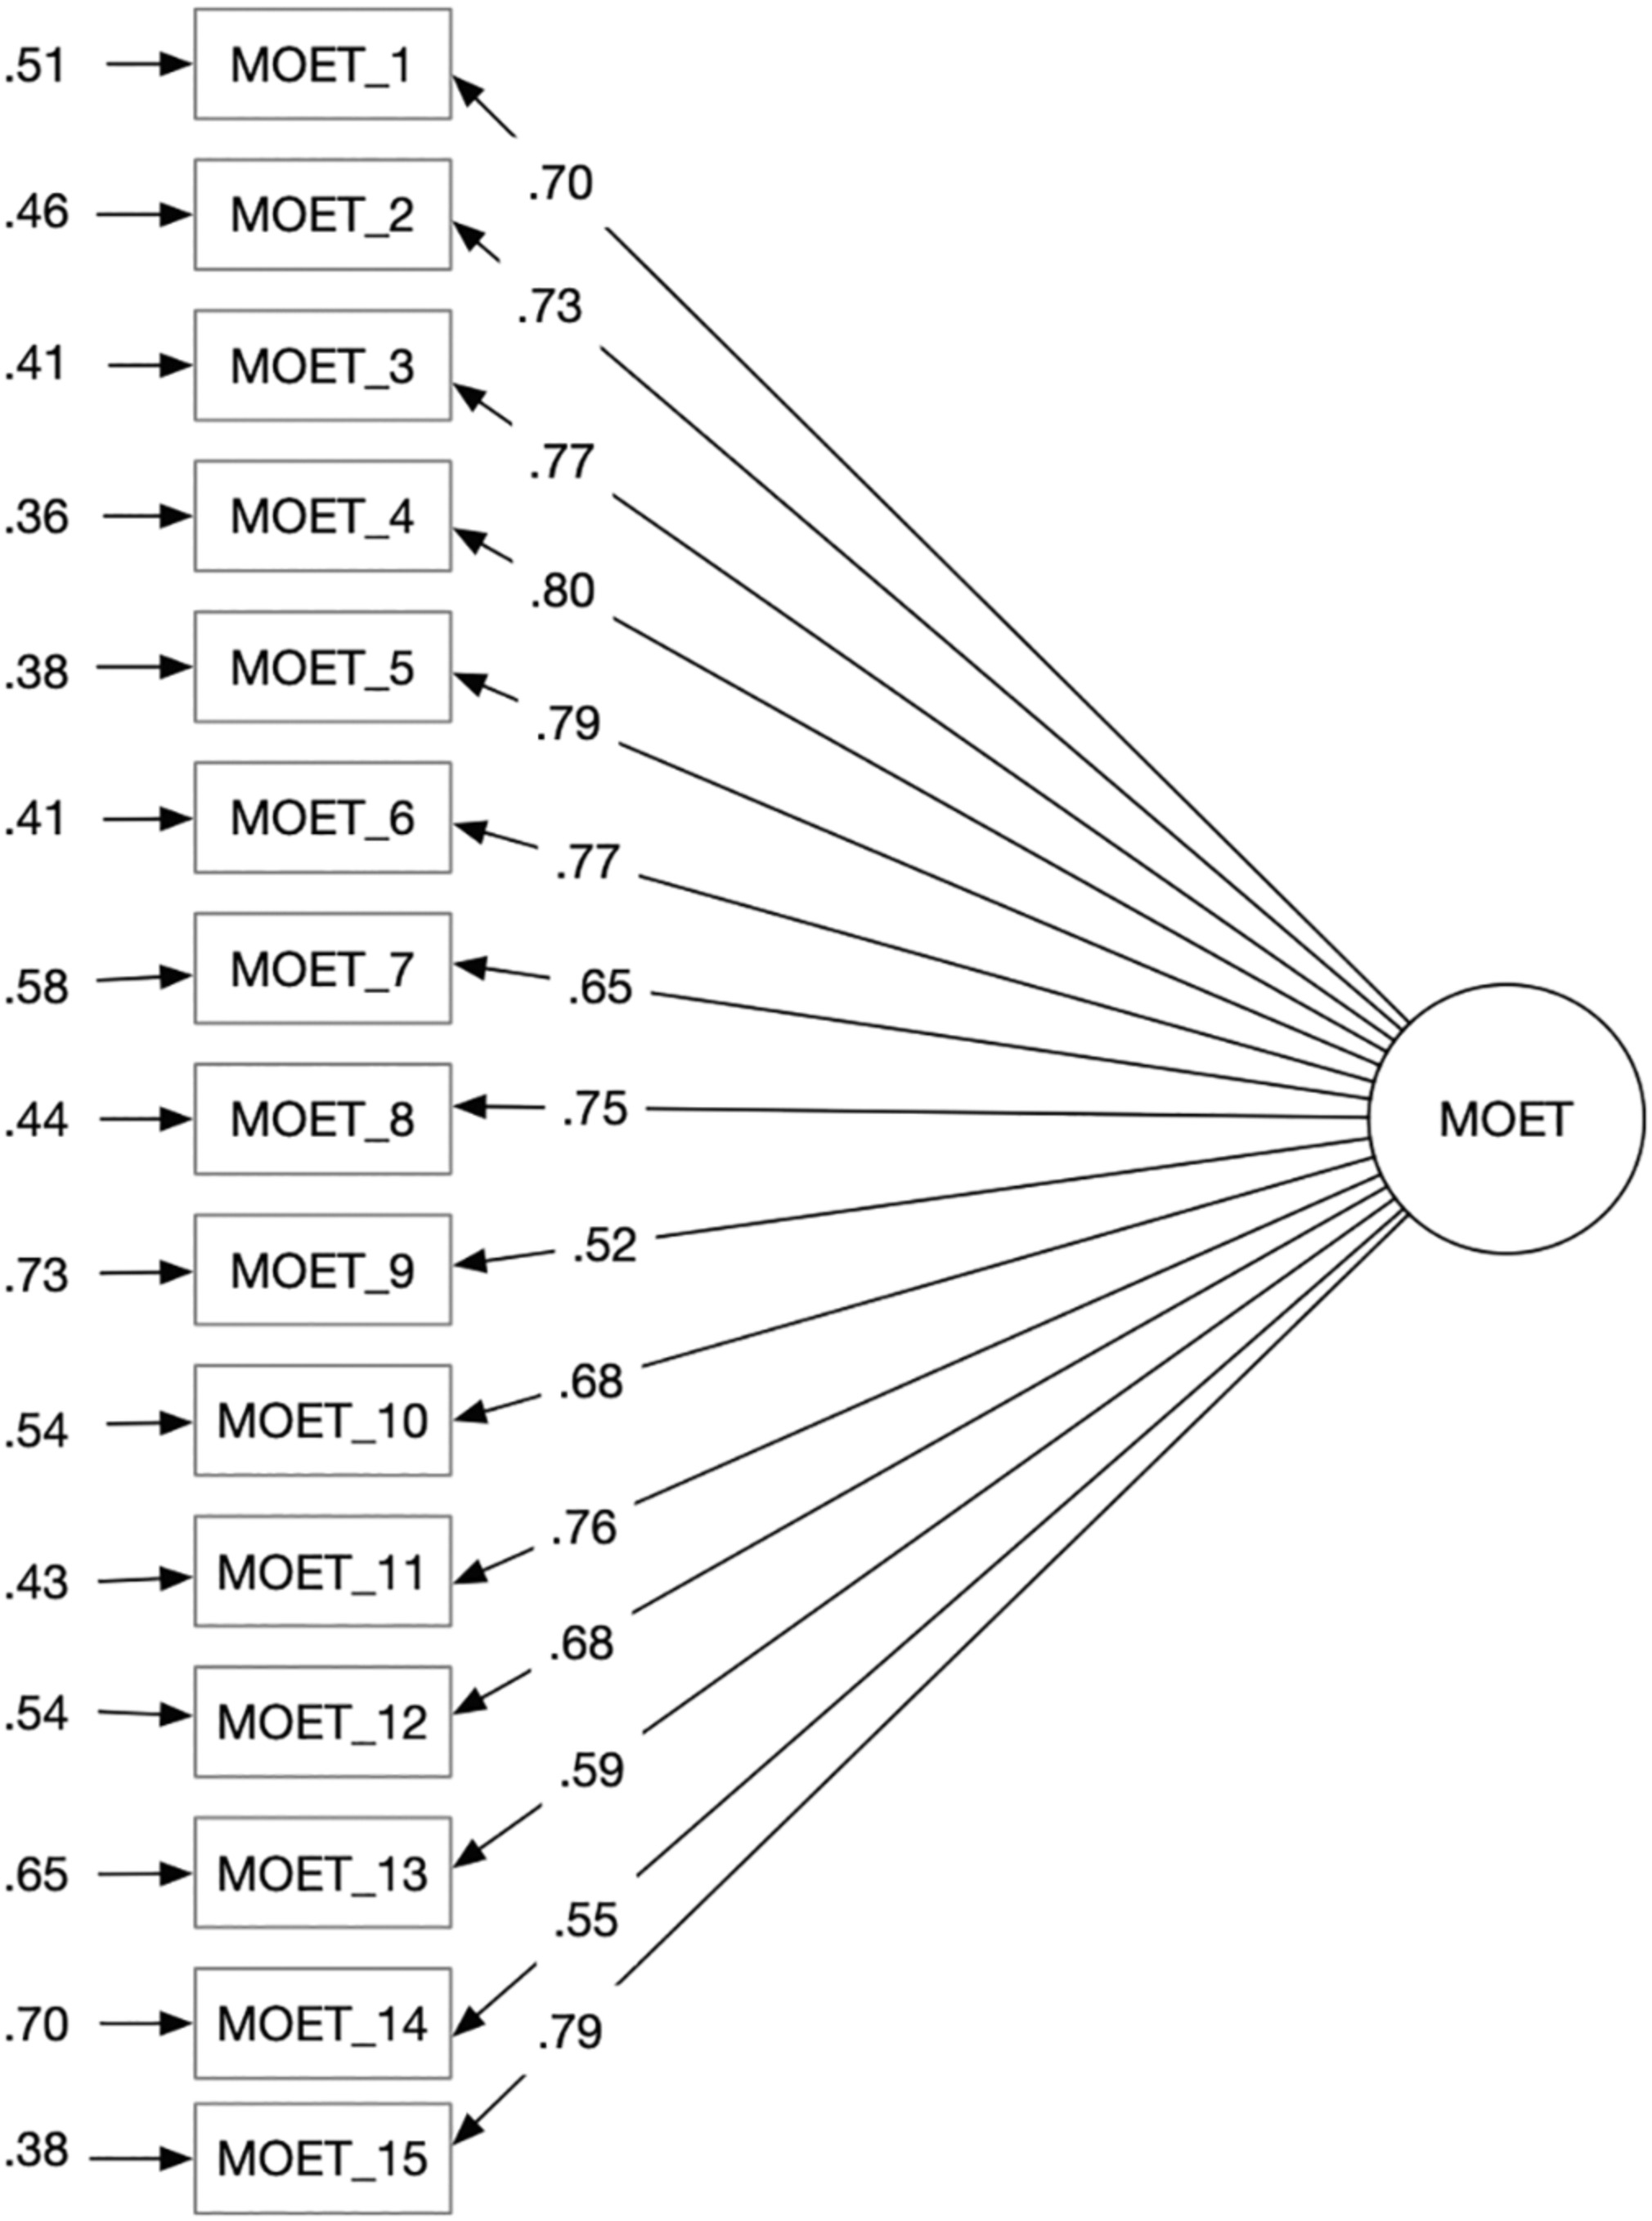 .51 MOET_1 .70
.46 MOET_2 .73
.41 MOET_3 .77
.36 MOET_4 .80
.38 MOET_5 .79
.41 MOET_6 .77
.58 MOET_7 .65
.44 MOET_8 .75 MOET
.73 MOET_9 .52
.54 MOET_10 .68
.43 MOET_11 .76
.54 MOET_12 .68
.65 MOET_13 .59
.70 MOET_14 .55
.38 MOET_15 .79